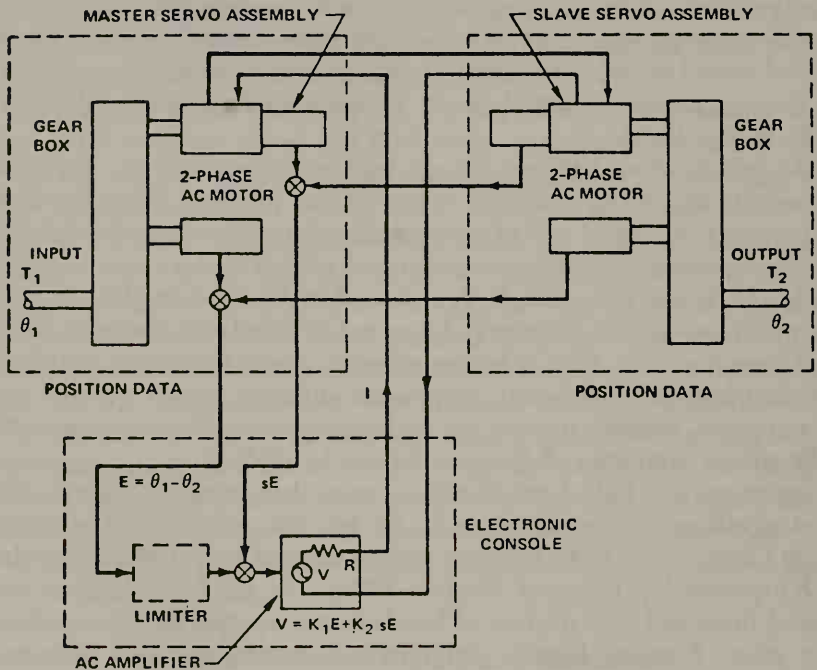 MASTER SERVO ASSEMBLY
SLAVE SERVO ASSEMBLY
GEAR
BOX
2-PHASE
AC MOTOR
INPUT
T1
θ1
POSITION DATA
GEAR
BOX
2-PHASE
AC MOTOR
OUTPUT
T2
θ2
POSITION DATA
I
E = θ1-θ2
sE
ELECTRONIC
CONSOLE
R
V
LIMITER
V = K1E+K2 sE
AC AMPLIFIER